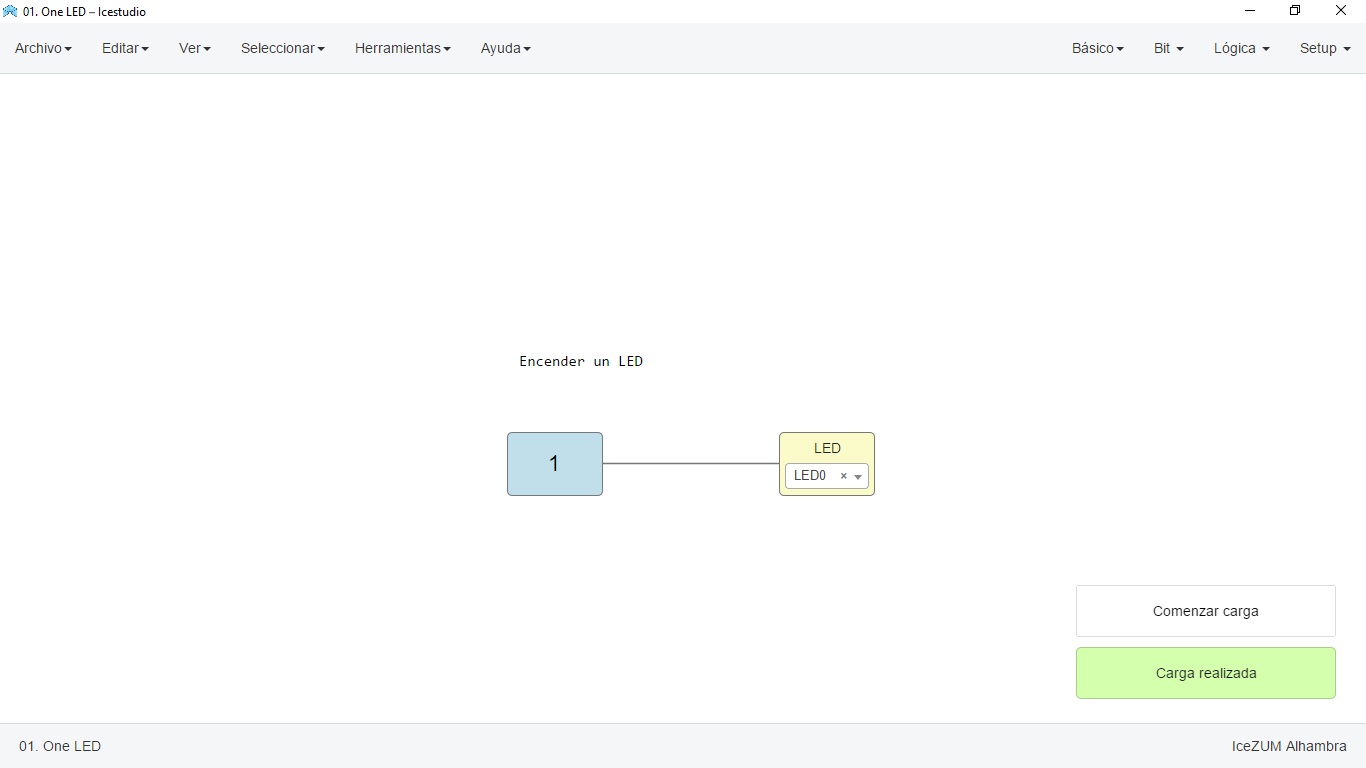 01. One LED – Icestudio
Archivo Editar Ver Seleccionar Herramientas Ayuda Básico Bit Lógica Setup
Encender un LED
1
LED
LED0 ×
Comenzar carga
Carga realizada
01. One LED IceZUM Alhambra